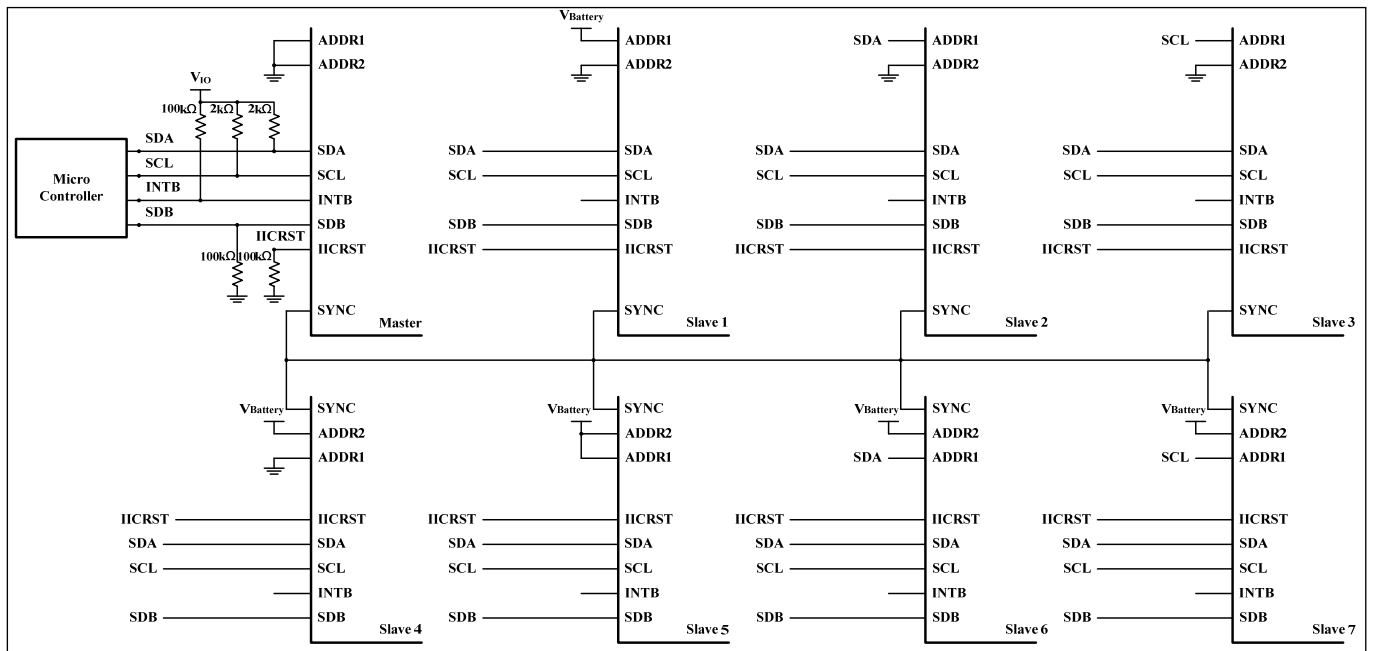 VBattery
ADDR1
ADDR1
SDA
ADDR1
SCL
ADDR1
ADDR2
ADDR2
ADDR2
ADDR2
VIO
100kΩ
2kΩ
2kΩ
SDA
SDA
SDA
SDA
SDA
SDA
SDA
SDA
Micro
Controller
SCL
SCL
SCL
SCL
SCL
SCL
SCL
SCL
INTB
INTB
INTB
INTB
INTB
SDB
SDB
SDB
SDB
SDB
SDB
SDB
SDB
IICRST
100kΩ
100kΩ
IICRST
IICRST
IICRST
IICRST
IICRST
IICRST
IICRST
SYNC
SYNC
SYNC
SYNC
Master
Slave 1
Slave 2
Slave 3
VBattery
SYNC
VBattery
SYNC
VBattery
SYNC
VBattery
SYNC
ADDR2
ADDR2
ADDR2
ADDR2
ADDR1
ADDR1
SDA
ADDR1
SCL
ADDR1
IICRST
IICRST
IICRST
IICRST
IICRST
IICRST
IICRST
IICRST
SDA
SDA
SDA
SDA
SDA
SDA
SDA
SDA
SCL
SCL
SCL
SCL
SCL
SCL
SCL
SCL
INTB
INTB
INTB
INTB
SDB
SDB
SDB
SDB
SDB
SDB
SDB
SDB
Slave 4
Slave 5
Slave 6
Slave 7